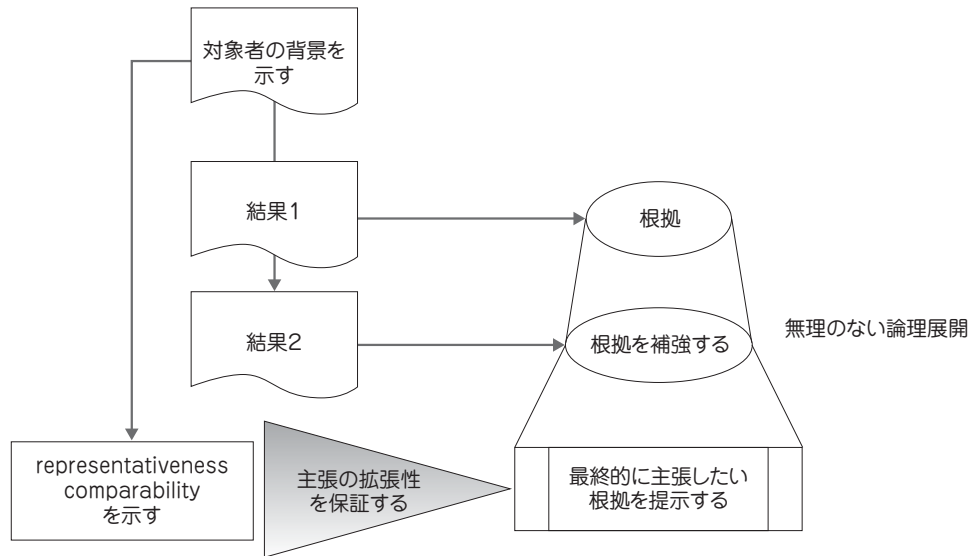 対象者の背景を
示す
結果1
根拠
結果2
根拠を補強する
無理のない論理展開
representativeness
comparability
を示す
主張の拡張性
を保証する
最終的に主張したい
根拠を提示する